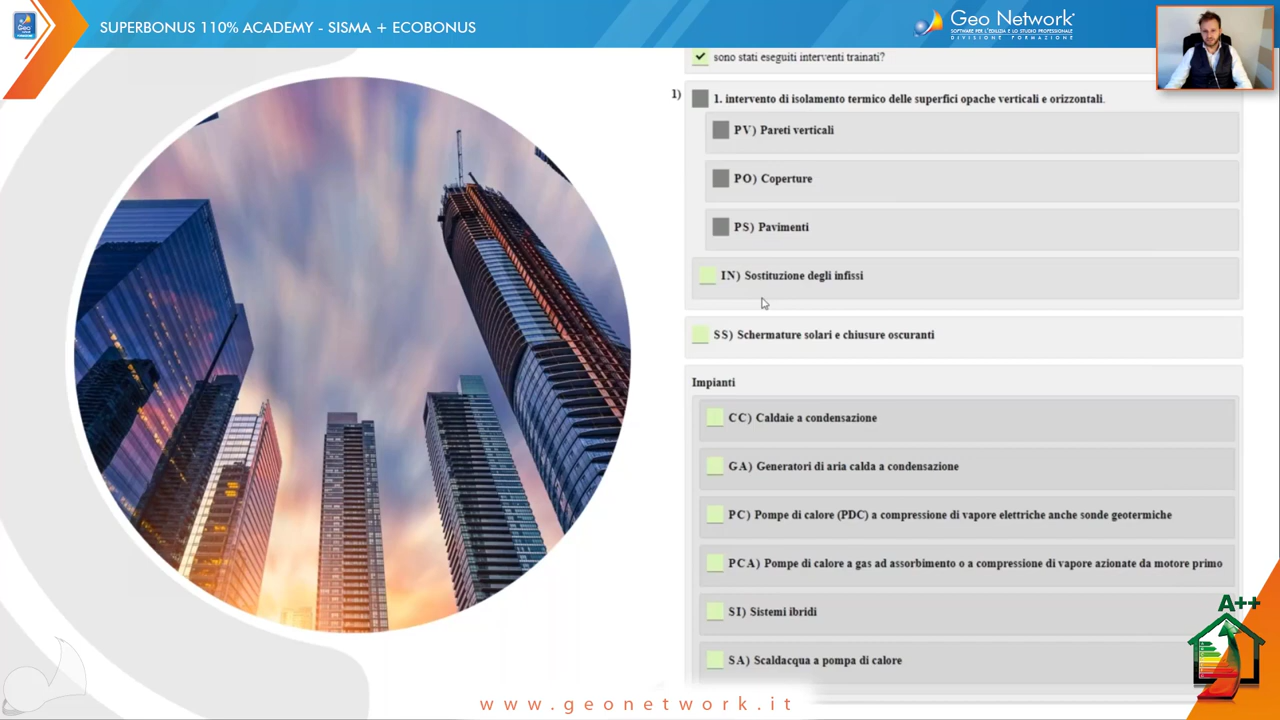 SUPERBONUS 110% ACADEMY - SISMA + ECOBONUS
Geo Network
SOFTWARE PER L'EDILIZIA E LO STUDIO PROFESSIONALE
DIVISIONE FORMAZIONE
sono stati eseguiti interventi trainati?
1) 1. intervento di isolamento termico delle superfici opache verticali e orizzontali.
PV) Pareti verticali
PO) Coperture
PS) Pavimenti
IN) Sostituzione degli infissi
SS) Schermature solari e chiusure oscuranti
Impianti
CC) Caldaie a condensazione
GA) Generatori di aria calda a condensazione
PC) Pompe di calore (PDC) a compressione di vapore elettriche anche sonde geotermiche
PCA) Pompe di calore a gas ad assorbimento o a compressione di vapore azionate da motore primo
SI) Sistemi ibridi
SA) Scaldacqua a pompa di calore
A++
www.geonetwork.it